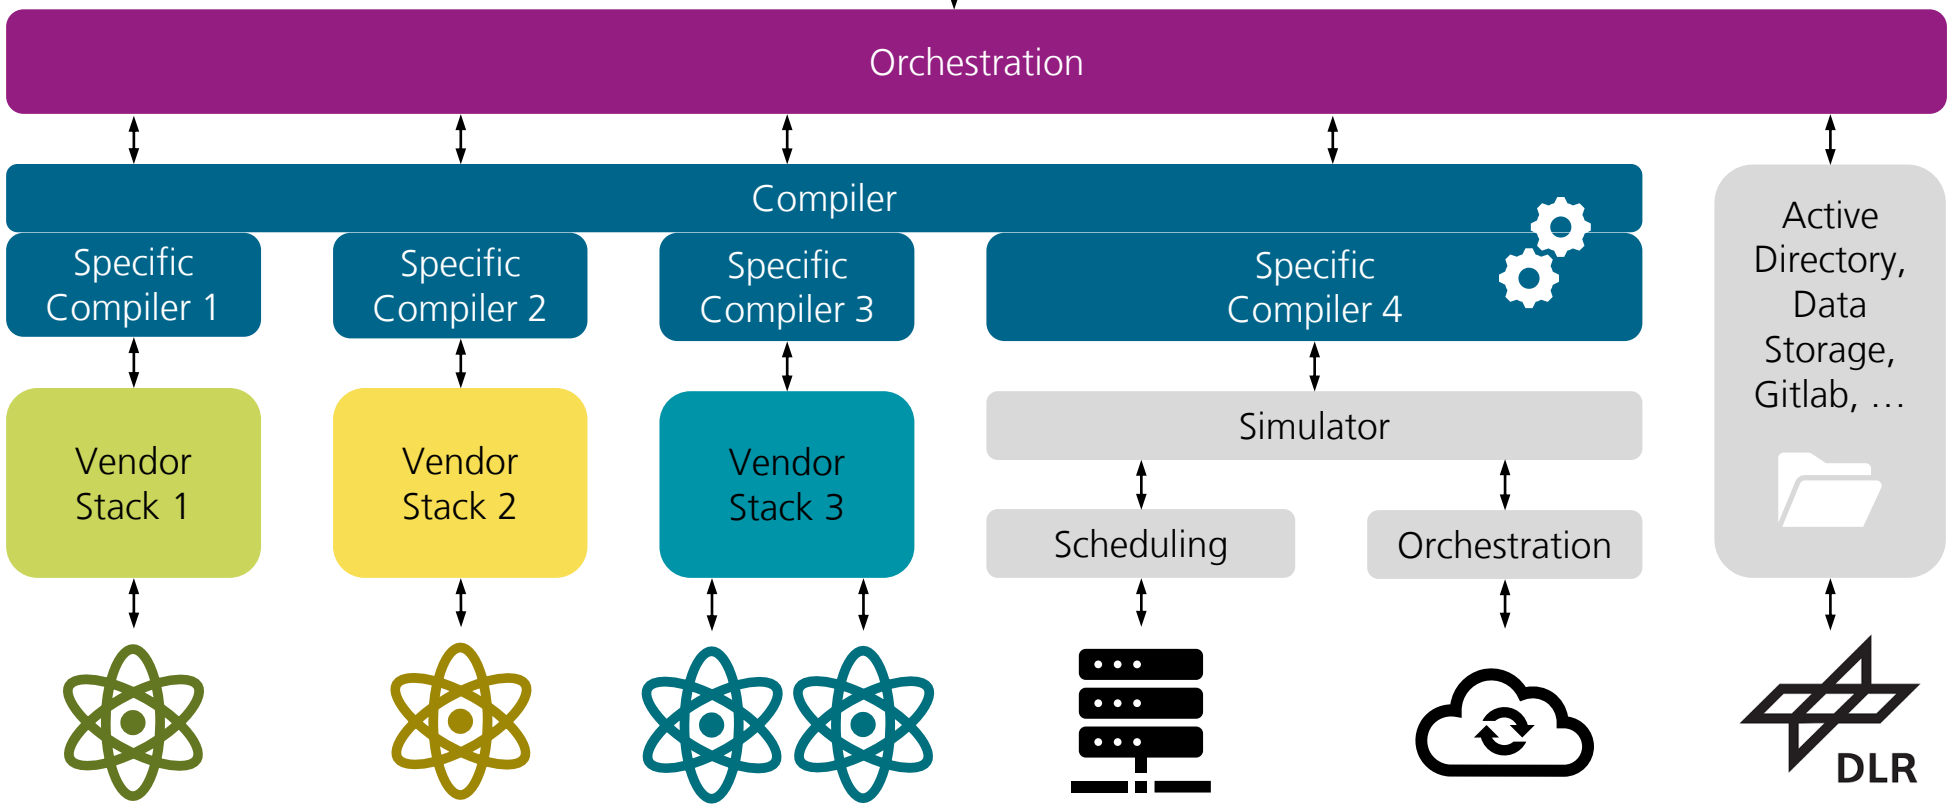 Orchestration
Compiler
Specific
Compiler 1
Specific
Compiler 2
Specific
Compiler 3
Specific
Compiler 4
Active
Directory,
Data
Storage,
Gitlab, …
Vendor
Stack 1
Vendor
Stack 2
Vendor
Stack 3
Simulator
Scheduling
Orchestration
DLR